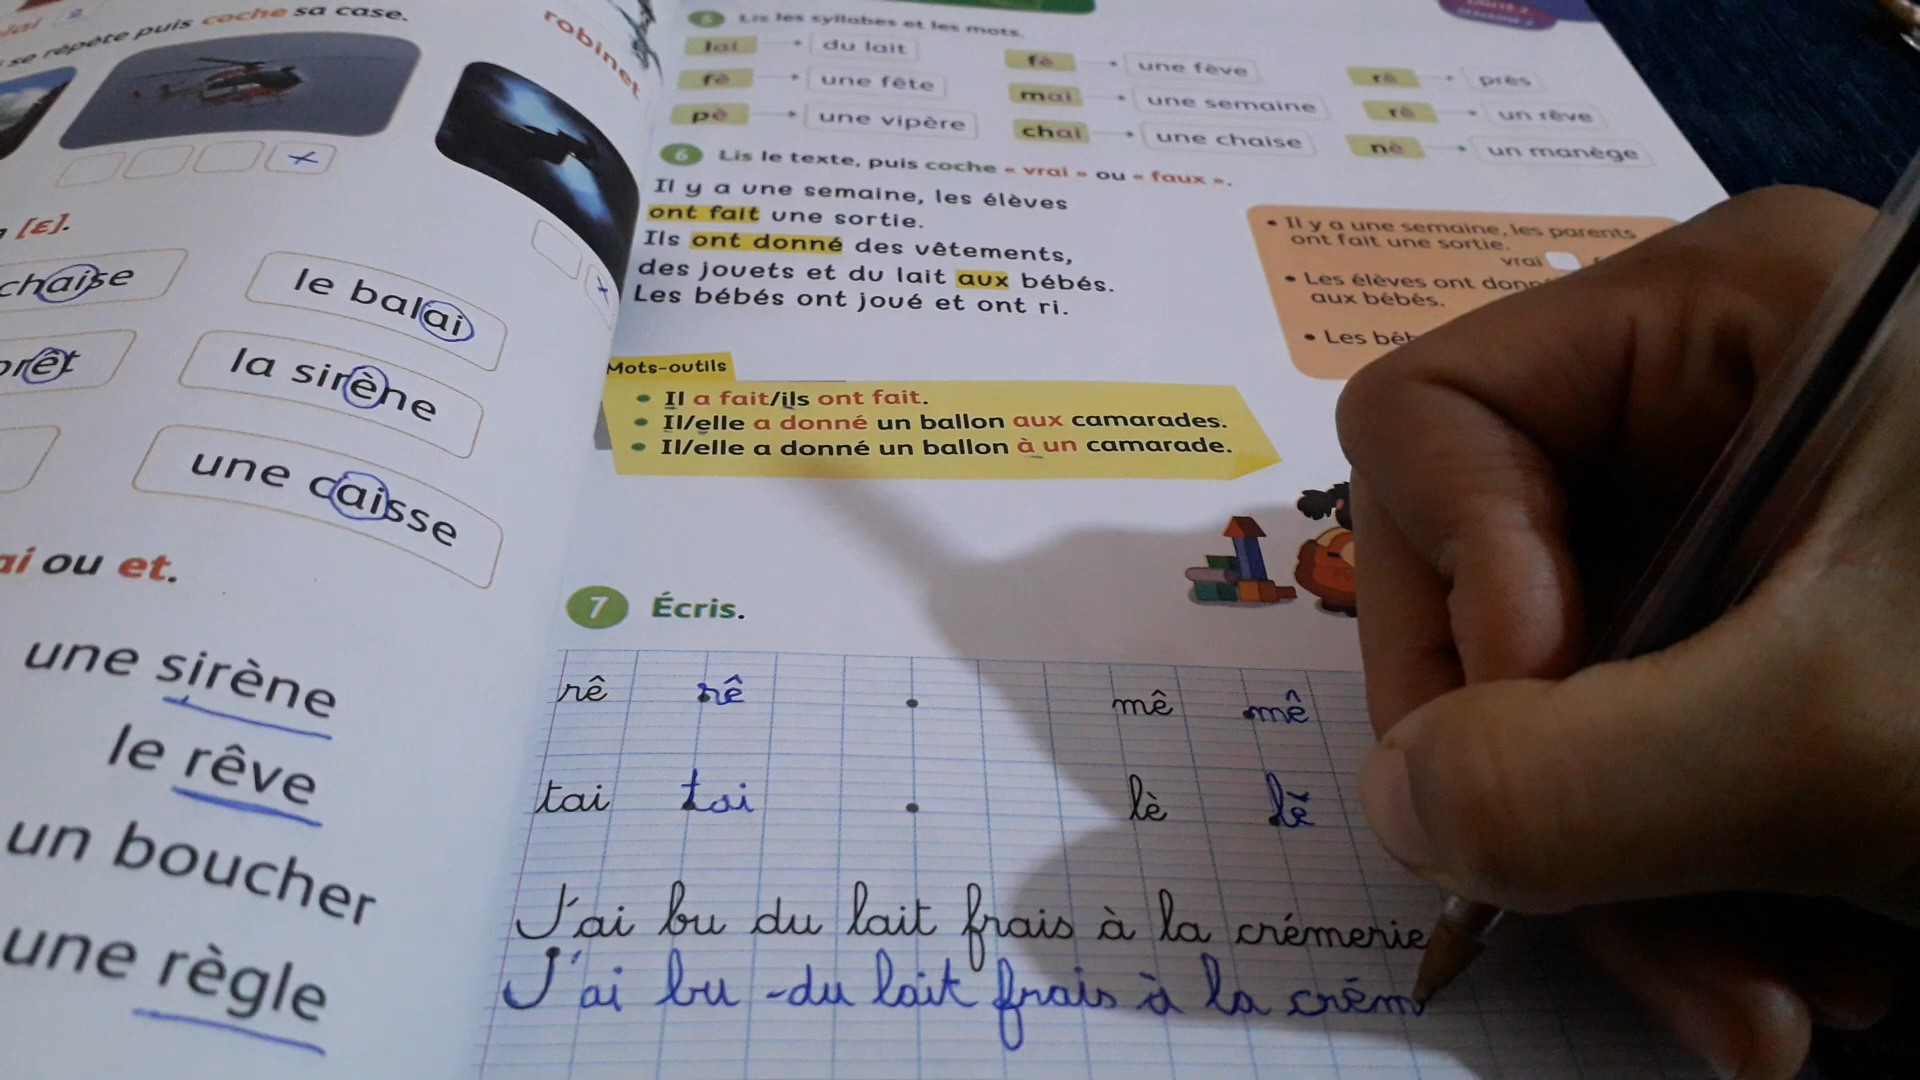 se répète puis coche sa case.
robinet
[ɛ].
chaise
le balai
la sirène
une caisse
ai ou et.
une sirène
le rêve
un boucher
une règle
5 Lis les syllabes et les mots.
lai du lait
fê une fête
pè une vipère
fè une fève
mai une semaine
chai une chaise
rè près
rê un rêve
nè un manège
6 Lis le texte, puis coche « vrai » ou « faux ».
Il y a une semaine, les élèves
ont fait une sortie.
Ils ont donné des vêtements,
des jouets et du lait aux bébés.
Les bébés ont joué et ont ri.
• Il y a une semaine, les parents
ont fait une sortie.
vrai
• Les élèves ont
aux bébés.
• Les
Mots-outils
• Il a fait/ils ont fait.
• Il/elle a donné un ballon aux camarades.
• Il/elle a donné un ballon à un camarade.
7 Écris.
rê rê . mê mê
tai tai . lè lè
J'ai bu du lait frais à la crémerie
J'ai bu du lait frais à la crém